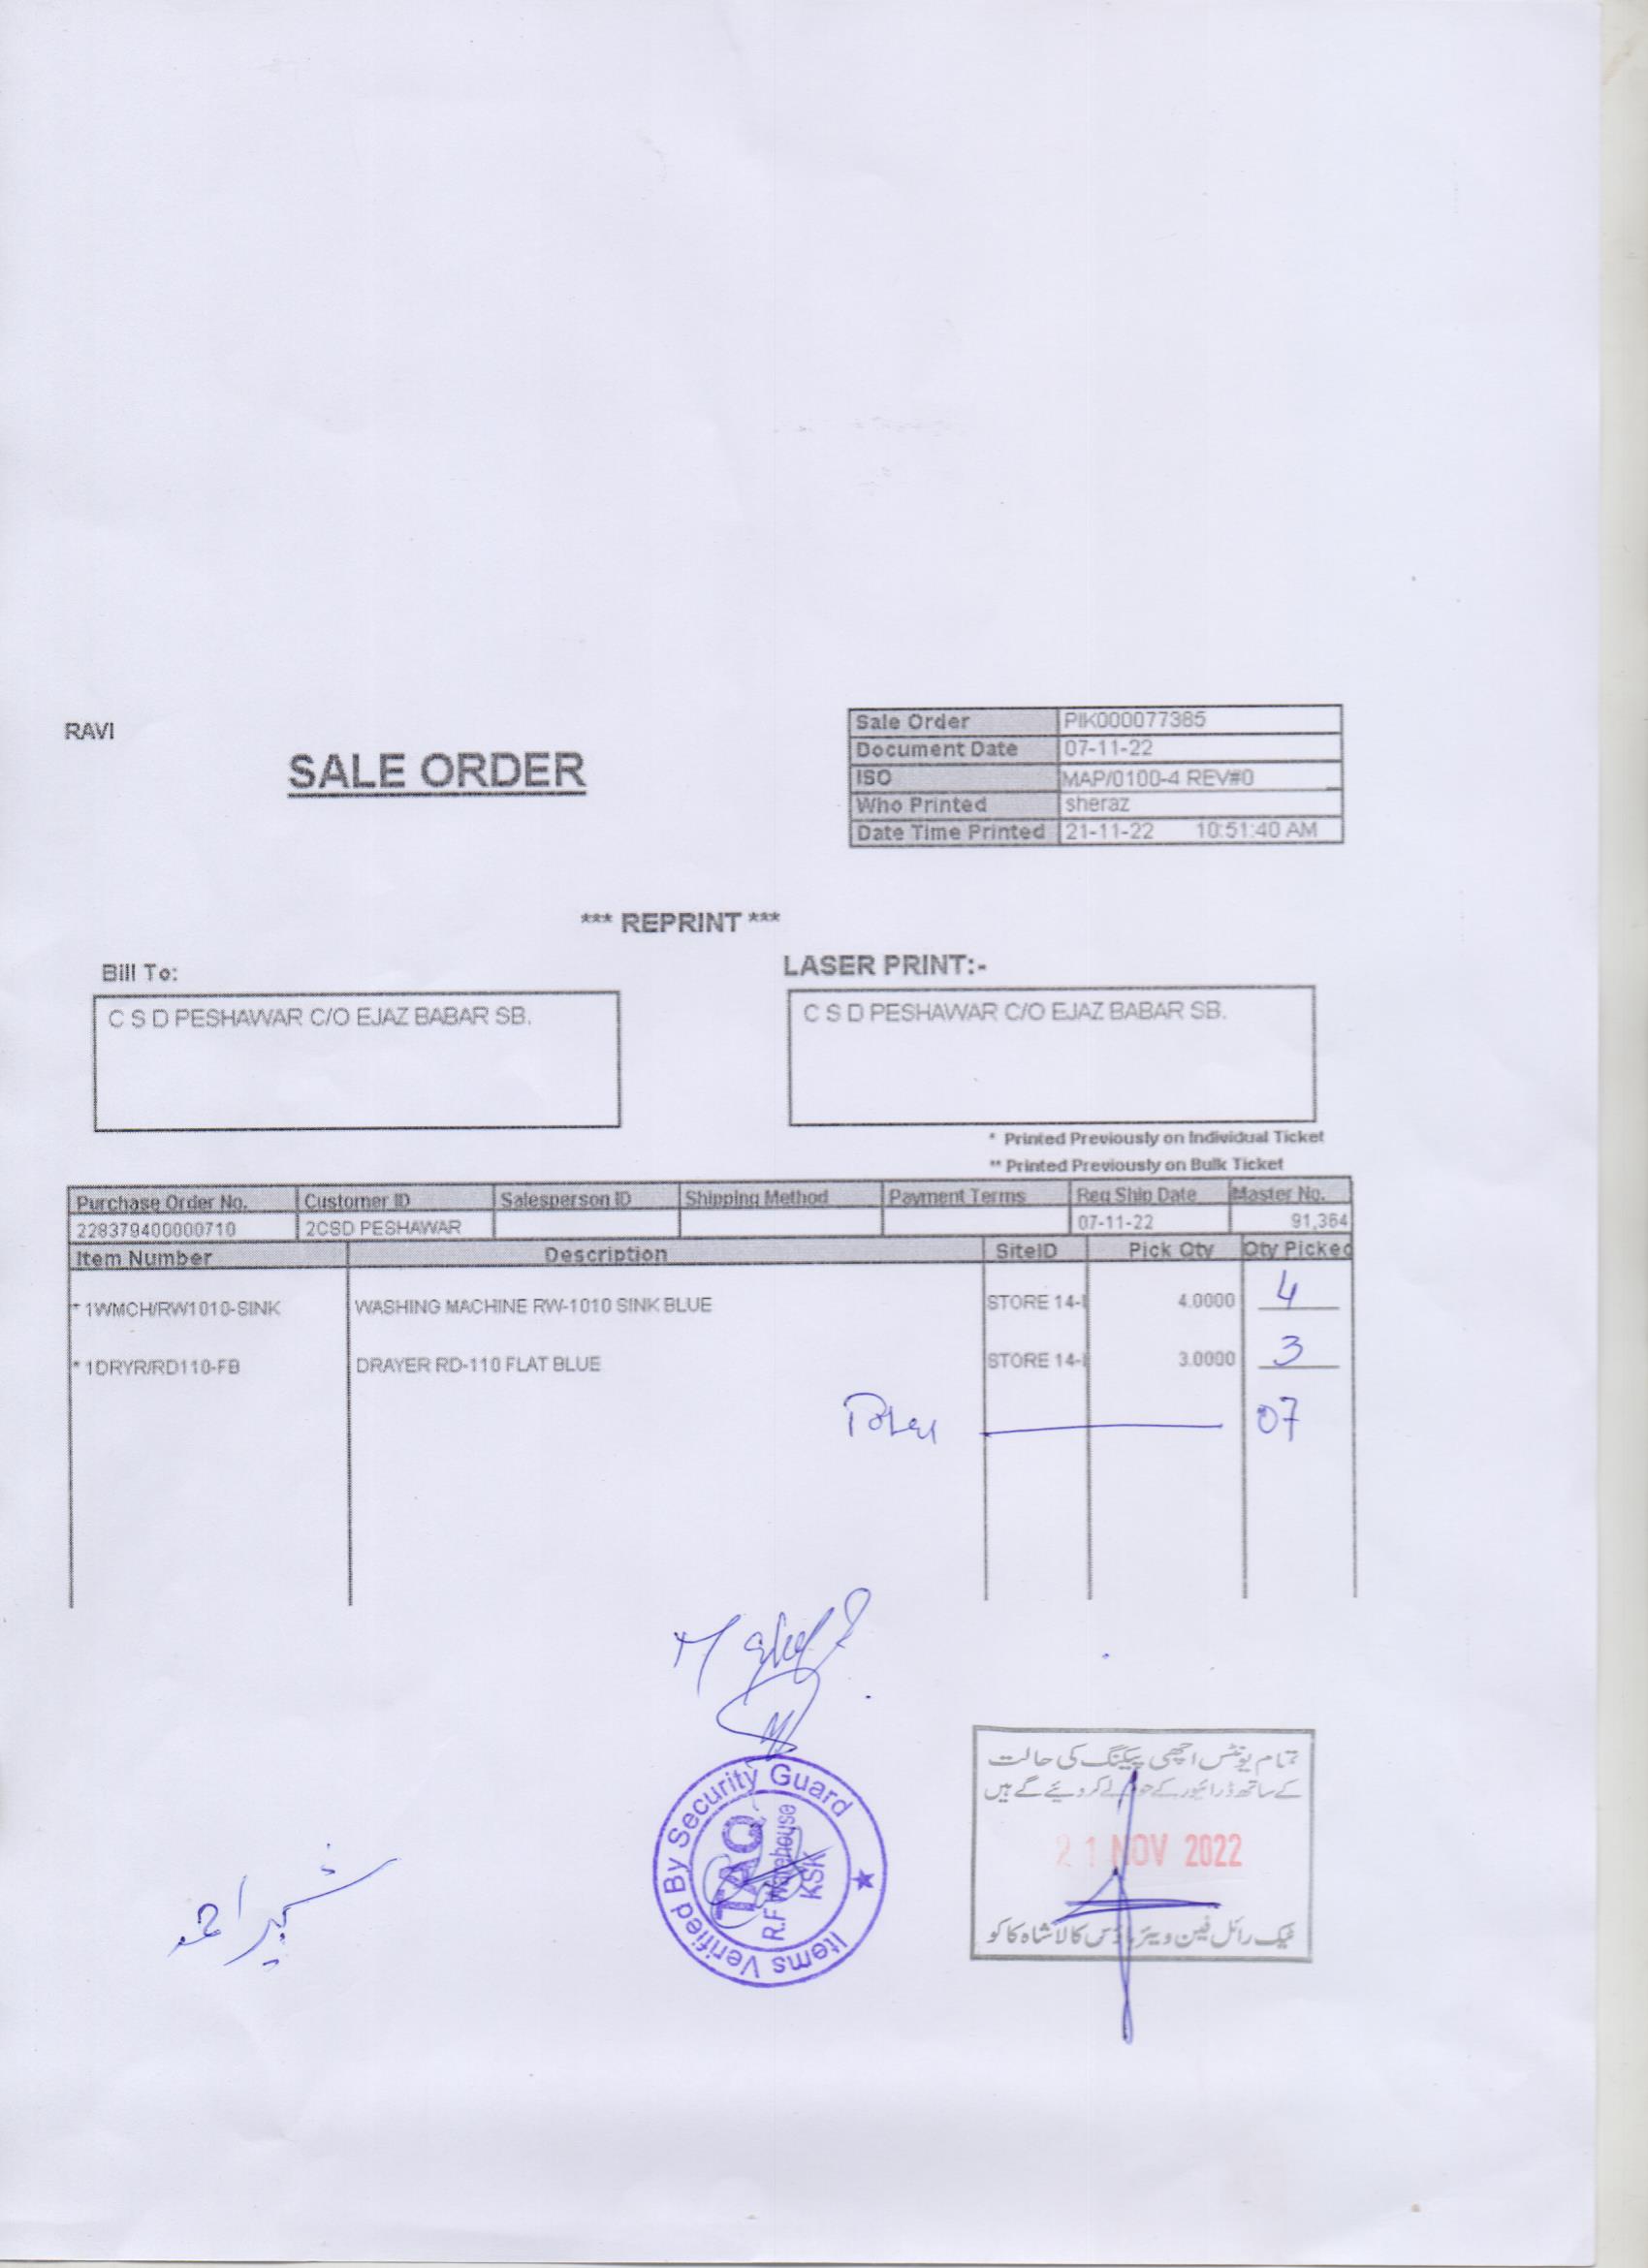 RAVI
SALE ORDER
Sale Order PIK000077385
Document Date 07-11-22
ISO MAP/0100-4 REV#0
Who Printed sheraz
Date Time Printed 21-11-22 10:51:40 AM
*** REPRINT ***
Bill To:
C S D PESHAWAR C/O EJAZ BABAR SB.
LASER PRINT:-
C S D PESHAWAR C/O EJAZ BABAR SB.
* Printed Previously on Individual Ticket
** Printed Previously on Bulk Ticket
Purchase Order No. Customer ID Salesperson ID Shipping Method Payment Terms Req Ship Date Master No.
228379400000710 2CSD PESHAWAR 07-11-22 91,364
Item Number Description SiteID Pick Qty Qty Picked
* 1WMCH/RW1010-SINK WASHING MACHINE RW-1010 SINK BLUE STORE 14-I 4.0000 4
* 1DRYR/RD110-FB DRAYER RD-110 FLAT BLUE STORE 14-I 3.0000 3
Total 07
Items Verified By Security Guard
TAQ
R.F Warehouse
KSK
تمام یونٹس اچھی پیکنگ کی حالت
کے ساتھ ڈرائیور کے حوالے کر دیئے گے ہیں
21 NOV 2022
ٹیک رائل فین ویئر ہاؤس کالا شاہ کاکو
شبیر احمد